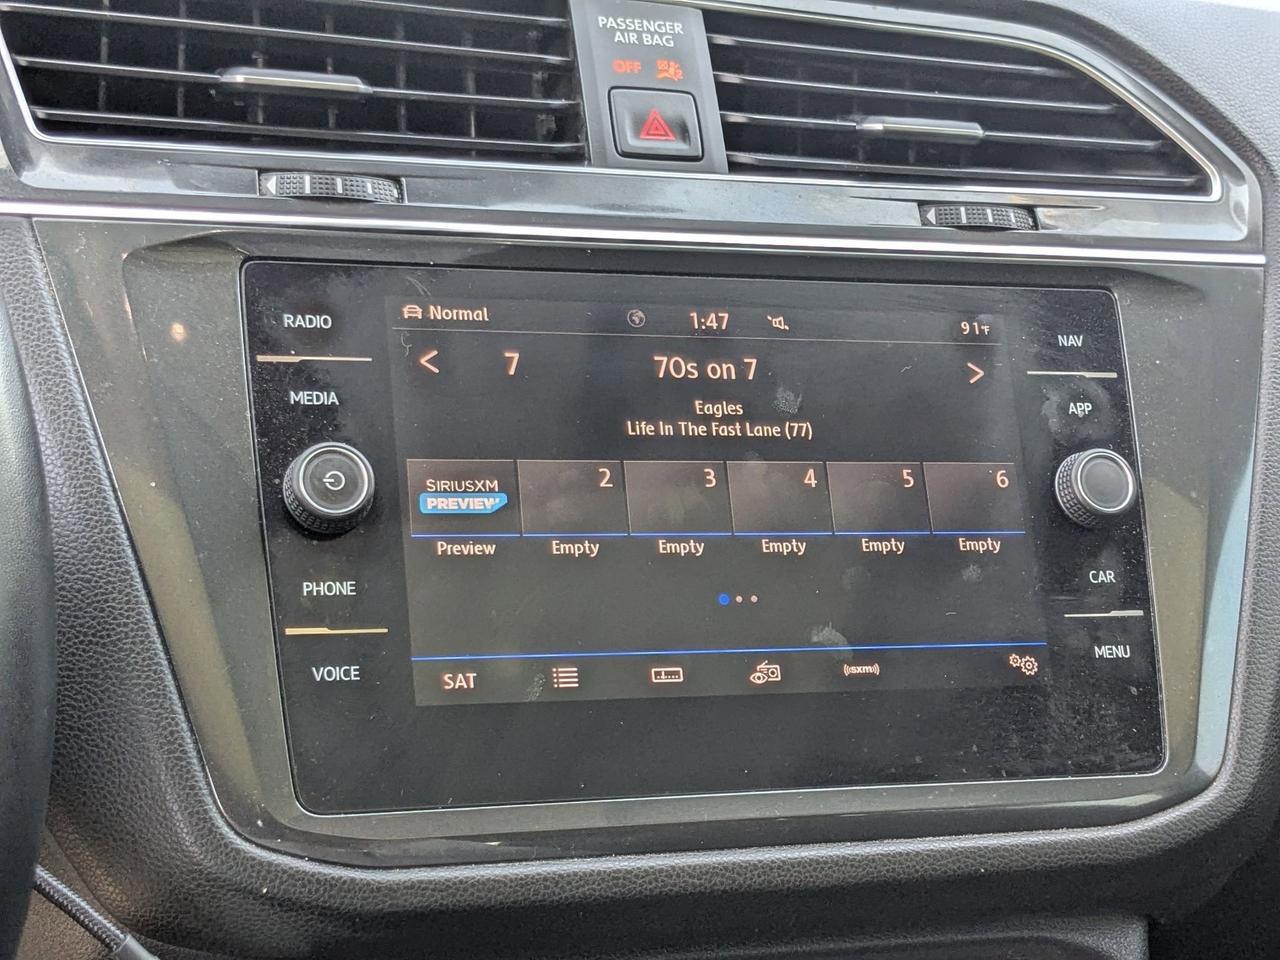 PASSENGER
AIR BAG
OFF
RADIO
MEDIA
PHONE
VOICE
Normal
1:47
91°F
<
7
70s on 7
>
Eagles
Life In The Fast Lane (77)
SIRIUSXM
PREVIEW
2
3
4
5
6
Preview
Empty
Empty
Empty
Empty
Empty
SAT
((sxm))
NAV
APP
CAR
MENU